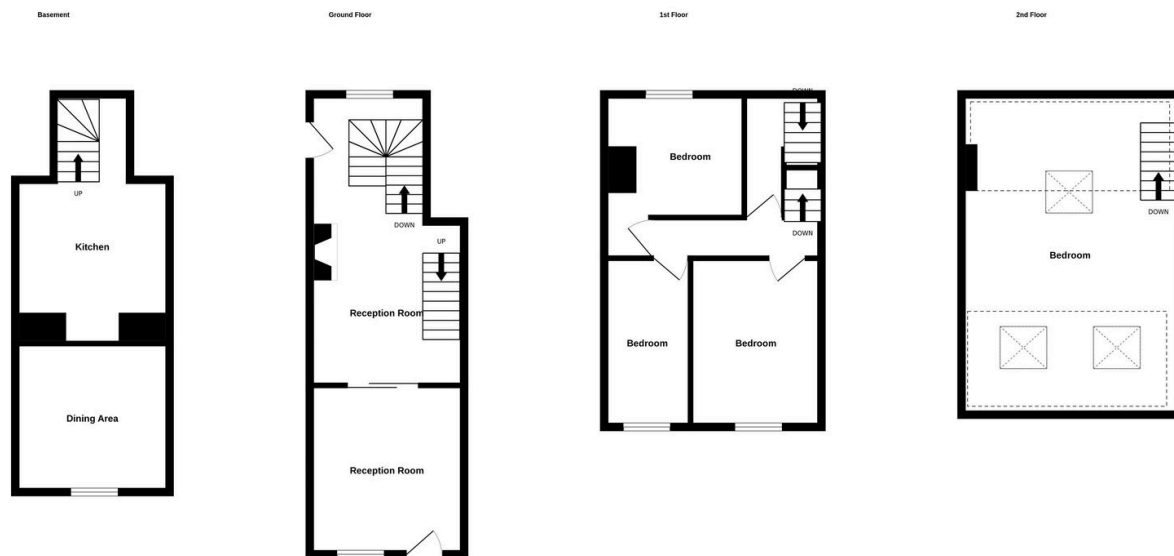 Basement
Ground Floor
1st Floor
2nd Floor
UP
Kitchen
Dining Area
DOWN
UP
Reception Room
Reception Room
DOWN
Bedroom
DOWN
Bedroom
Bedroom
DOWN
Bedroom